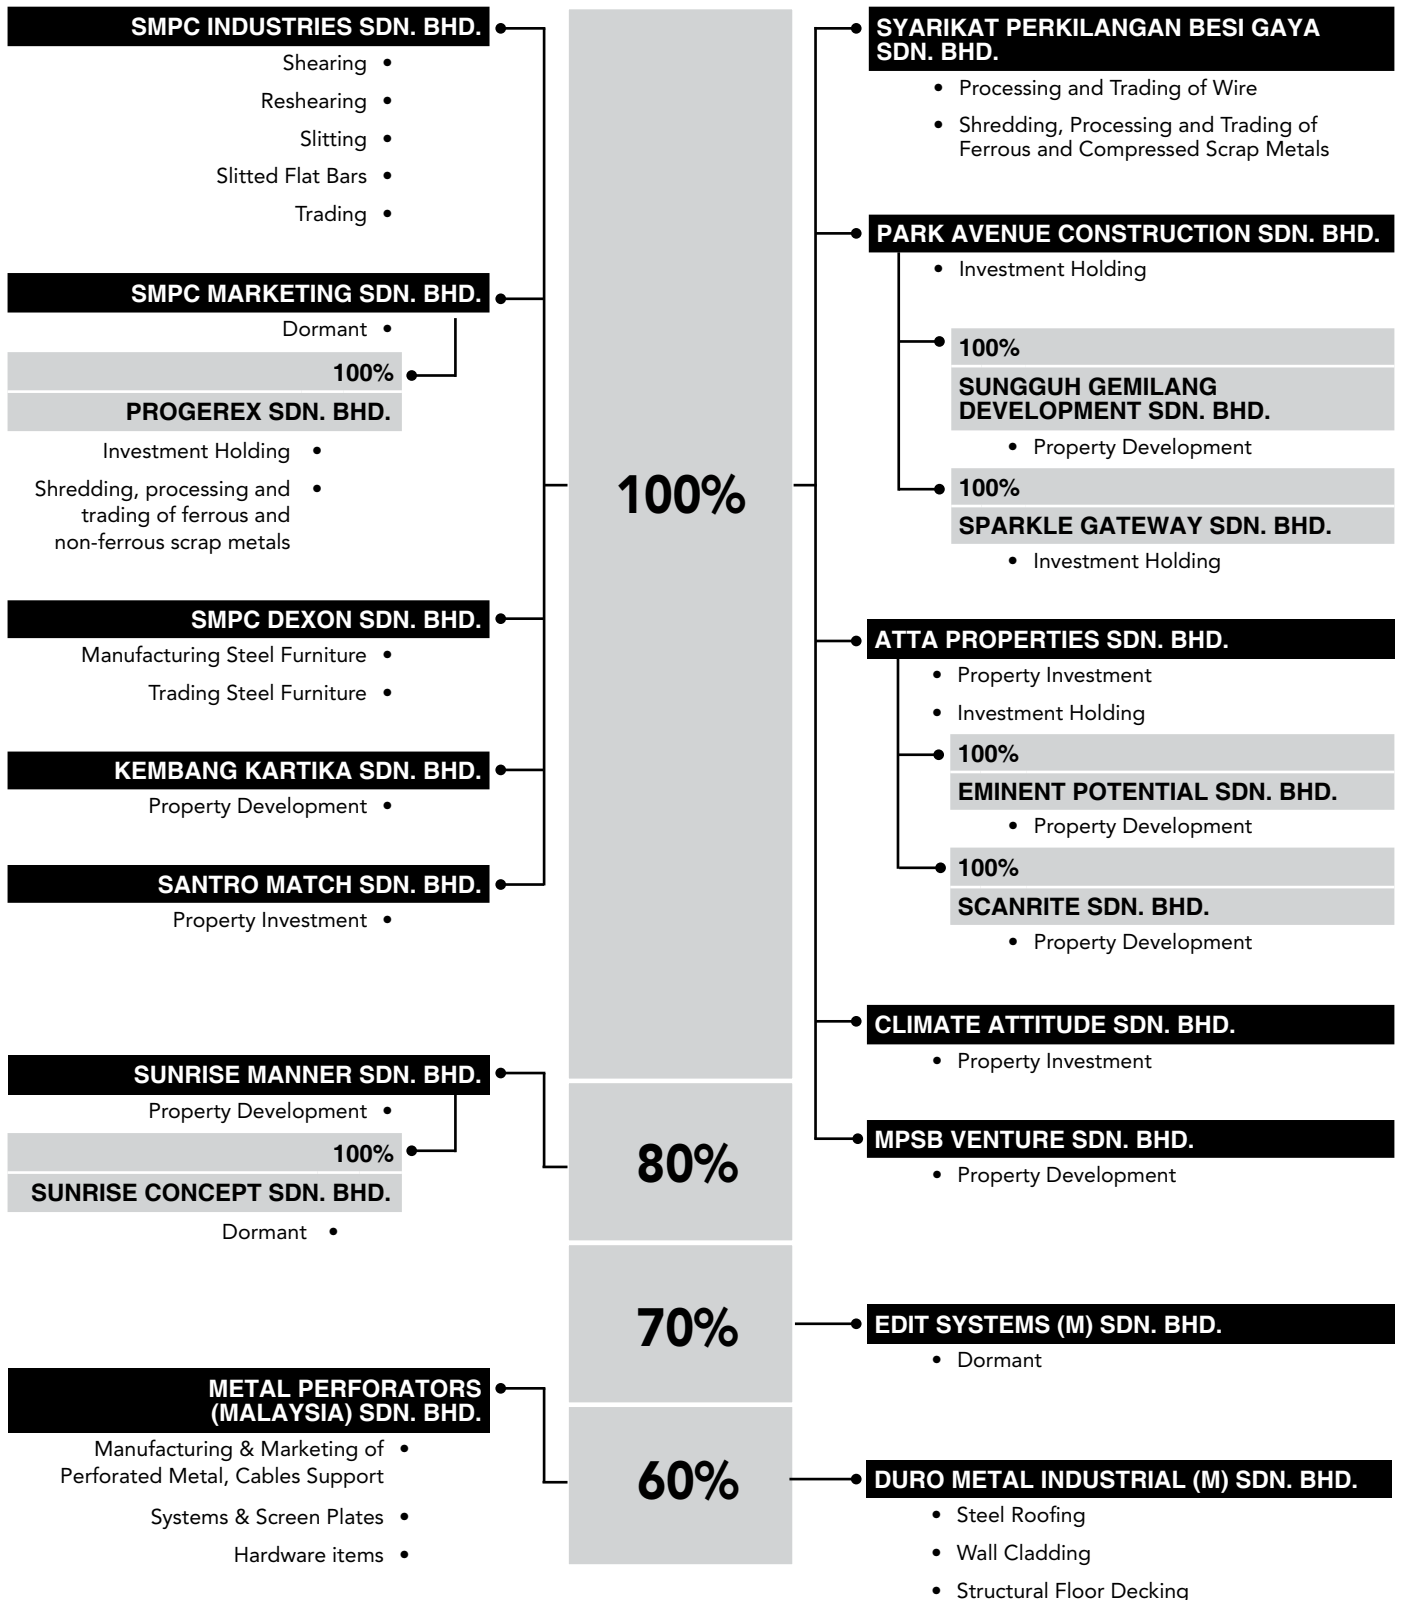 SMPC INDUSTRIES SDN. BHD.
Shearing •
Reshearing •
Slitting •
Slitted Flat Bars •
Trading •
SMPC MARKETING SDN. BHD.
Dormant •
100%
PROGEREX SDN. BHD.
Investment Holding •
Shredding, processing and •
trading of ferrous and
non-ferrous scrap metals
SMPC DEXON SDN. BHD.
Manufacturing Steel Furniture •
Trading Steel Furniture •
KEMBANG KARTIKA SDN. BHD.
Property Development •
SANTRO MATCH SDN. BHD.
Property Investment •
SUNRISE MANNER SDN. BHD.
Property Development •
100%
SUNRISE CONCEPT SDN. BHD.
Dormant •
METAL PERFORATORS
(MALAYSIA) SDN. BHD.
Manufacturing & Marketing of •
Perforated Metal, Cables Support
Systems & Screen Plates •
Hardware items •
100%
80%
70%
60%
SYARIKAT PERKILANGAN BESI GAYA
SDN. BHD.
• Processing and Trading of Wire
• Shredding, Processing and Trading of
Ferrous and Compressed Scrap Metals
PARK AVENUE CONSTRUCTION SDN. BHD.
• Investment Holding
100%
SUNGGUH GEMILANG
DEVELOPMENT SDN. BHD.
• Property Development
100%
SPARKLE GATEWAY SDN. BHD.
• Investment Holding
ATTA PROPERTIES SDN. BHD.
• Property Investment
• Investment Holding
100%
EMINENT POTENTIAL SDN. BHD.
• Property Development
100%
SCANRITE SDN. BHD.
• Property Development
CLIMATE ATTITUDE SDN. BHD.
• Property Investment
MPSB VENTURE SDN. BHD.
• Property Development
EDIT SYSTEMS (M) SDN. BHD.
• Dormant
DURO METAL INDUSTRIAL (M) SDN. BHD.
• Steel Roofing
• Wall Cladding
• Structural Floor Decking